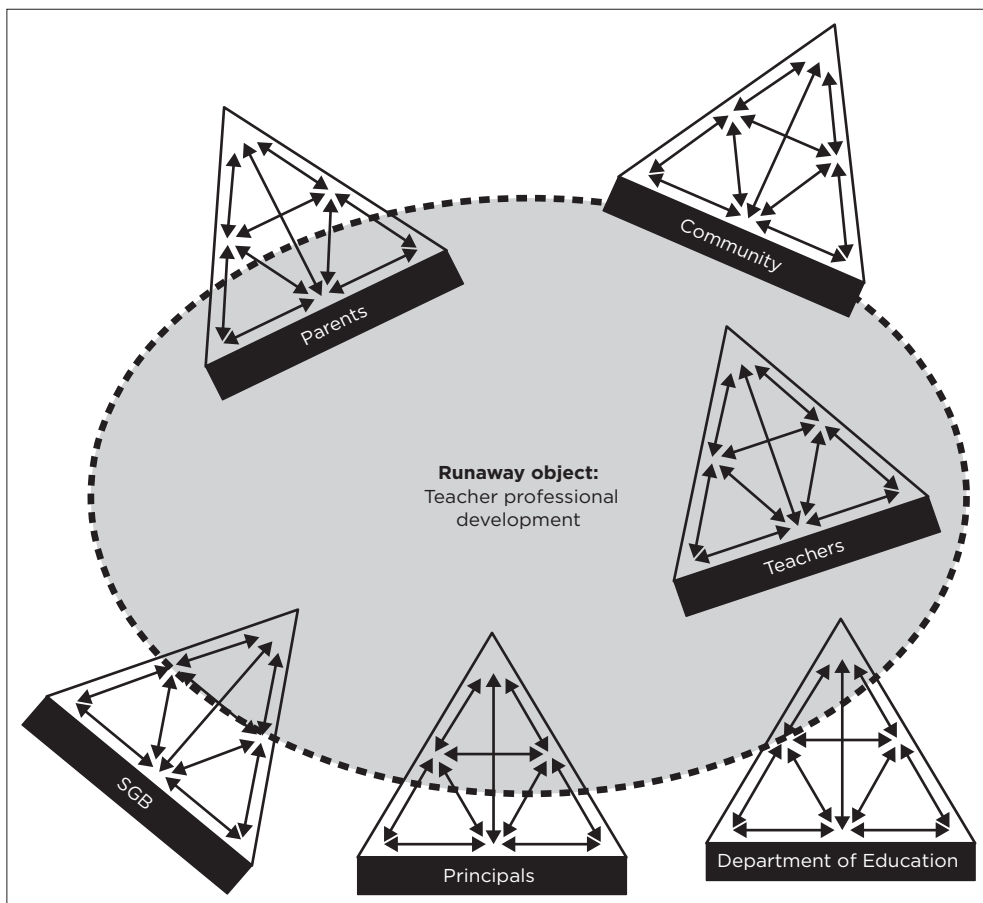 Community
Parents
Runaway object:
Teacher professional
development
Teachers
SGB
Principals
Department of Education